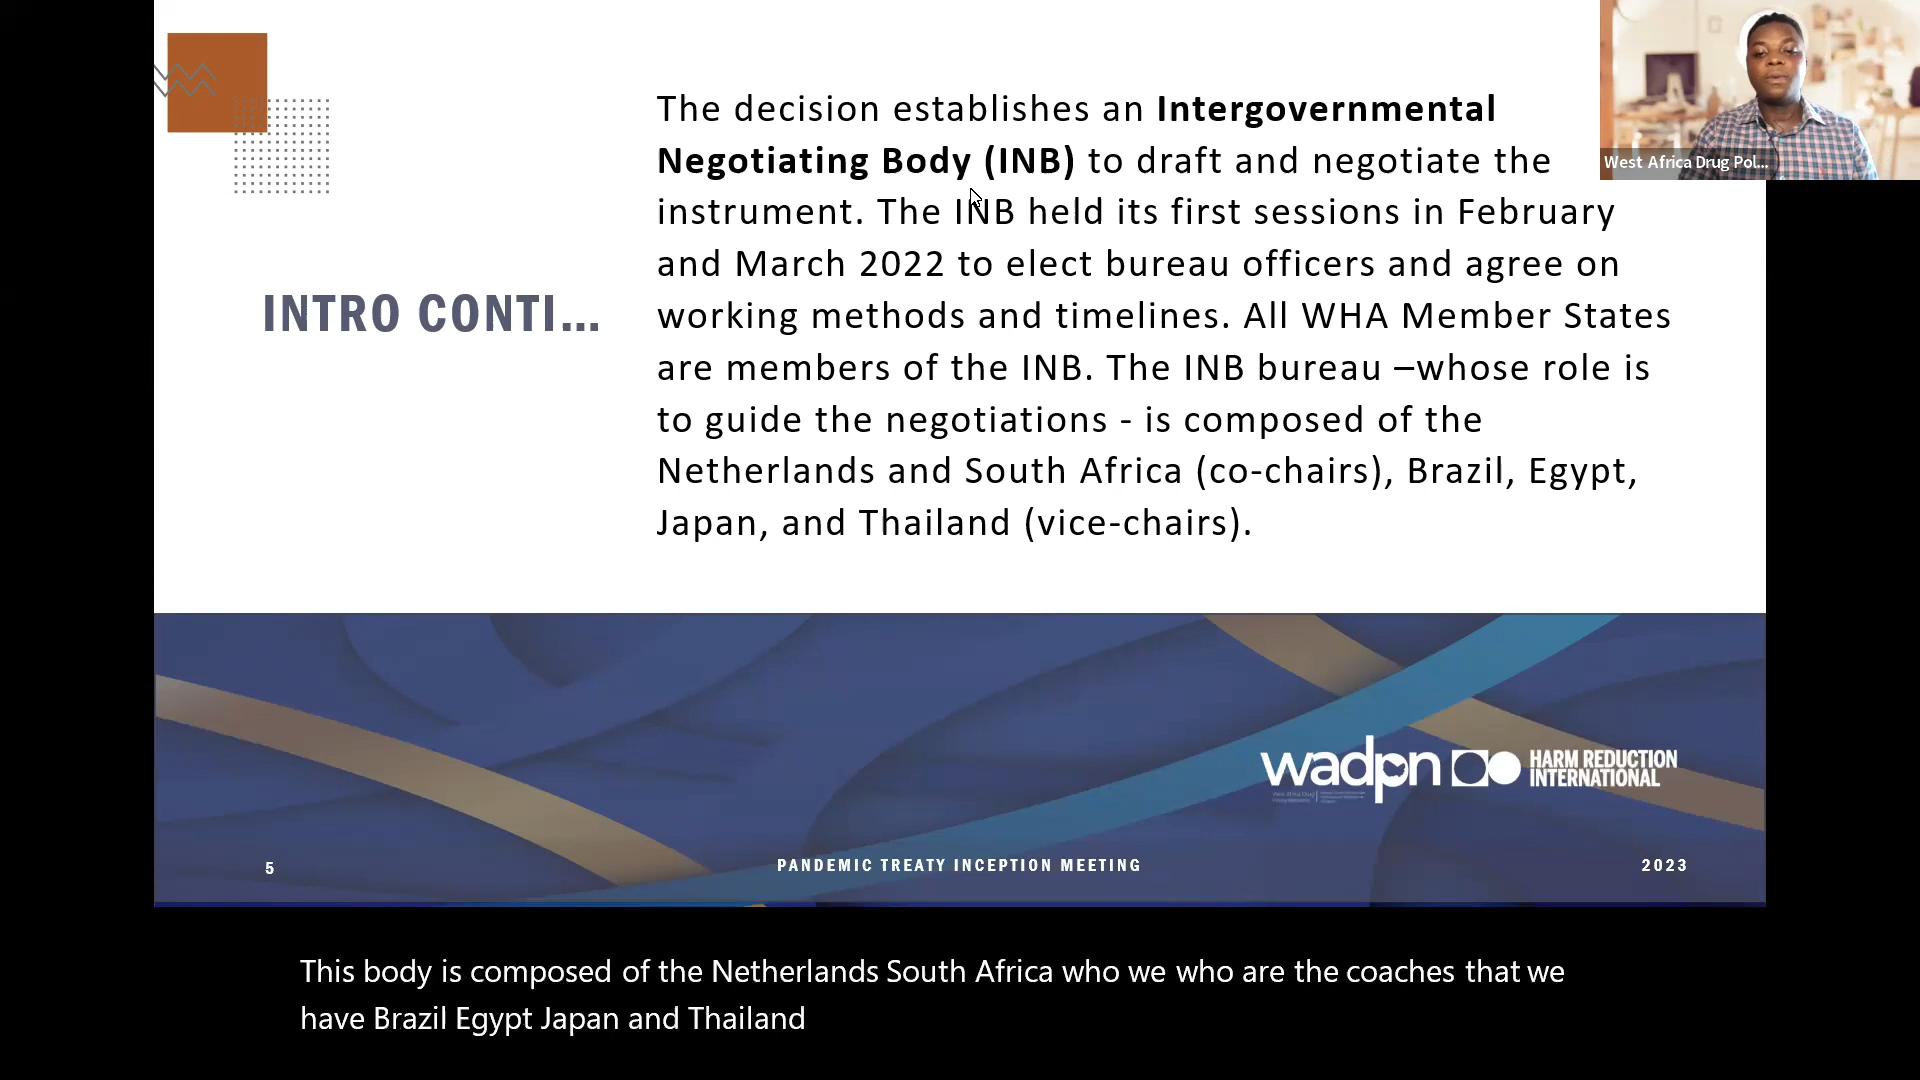 The decision establishes an Intergovernmental
Negotiating Body (INB) to draft and negotiate the
instrument. The INB held its first sessions in February
and March 2022 to elect bureau officers and agree on
working methods and timelines. All WHA Member States
are members of the INB. The INB bureau –whose role is
to guide the negotiations - is composed of the
Netherlands and South Africa (co-chairs), Brazil, Egypt,
Japan, and Thailand (vice-chairs).
INTRO CONTI...
West Africa Drug Pol...
wadpn
HARM REDUCTION
INTERNATIONAL
5
PANDEMIC TREATY INCEPTION MEETING
2023
This body is composed of the Netherlands South Africa who we who are the coaches that we
have Brazil Egypt Japan and Thailand